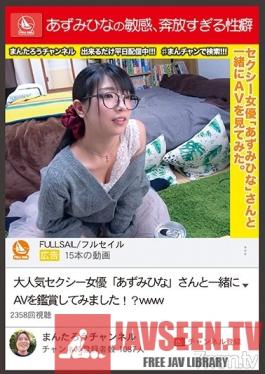 あずみひなの敏感、奔放すぎる性癖
まんたろうチャンネル 出来るだけ平日配信中!!! #まんチャンで検索!!!
セクシー女優「あずみひな」さんと
一緒にAVを見てみた。
FULLSAIL/フルセイル
広告 15本の動画
大人気セクシー女優「あずみひな」さんと一緒に
AVを鑑賞してみました!?www
2358回視聴
まんたろうチャンネル
チャンネル登録
JAVSEEN.TV
FREE JAV LIBRARY